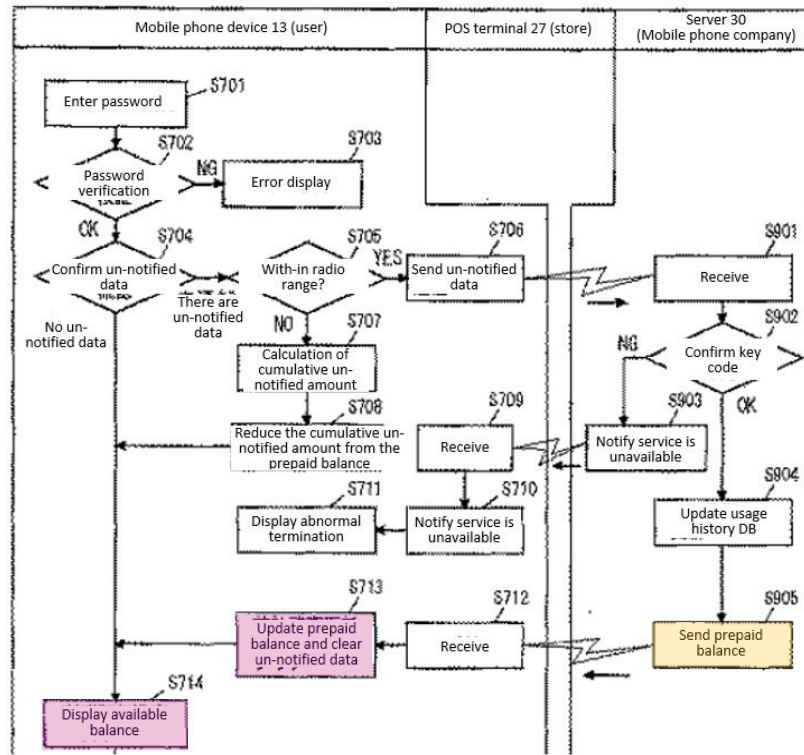 Mobile phone device 13 (user)
POS terminal 27 (store)
Server 30
(Mobile phone company)
S701
Enter password
S702
Password
verification
NG
S703
Error display
OK
S704
Confirm un-notified
data
There are
un-notified
data
No un-
notified data
S705
With-in radio
range?
YES
NO
S706
Send un-notified
data
S901
Receive
S902
Confirm key
code
NG
OK
S707
Calculation of
cumulative un-
notified amount
S708
Reduce the cumulative un-
notified amount from the
prepaid balance
S709
Receive
S903
Notify service is
unavailable
S904
Update usage
history DB
S711
Display abnormal
termination
S710
Notify service is
unavailable
S713
Update prepaid
balance and clear
un-notified data
S712
Receive
S905
Send prepaid
balance
S714
Display available
balance